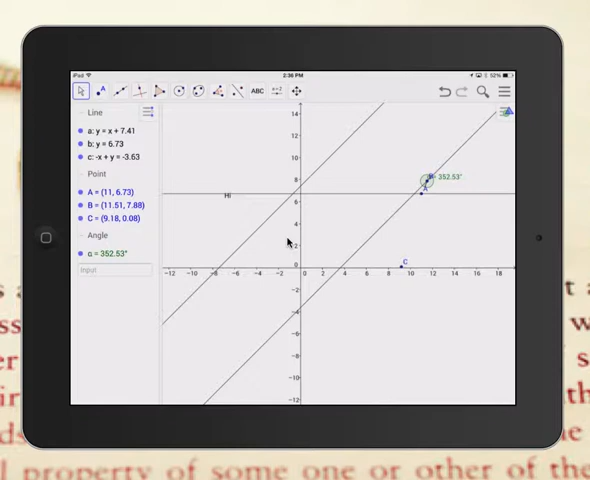 iPad 2:36 PM 52%
ABC a=2
Line
a: y = x + 7.41
b: y = 6.73
c: -x + y = -3.63
Point
A = (11, 6.73)
B = (11.51, 7.88)
C = (9.18, 0.08)
Angle
α = 352.53°
Input
14
12
10
8
6
4
2
0
-2
-4
-6
-8
-10
-12
-12 -10 -8 -6 -4 -2 0 2 4 6 8 10 12 14 16 18
Hi
352.53°
A
C
l property of some one or other of the